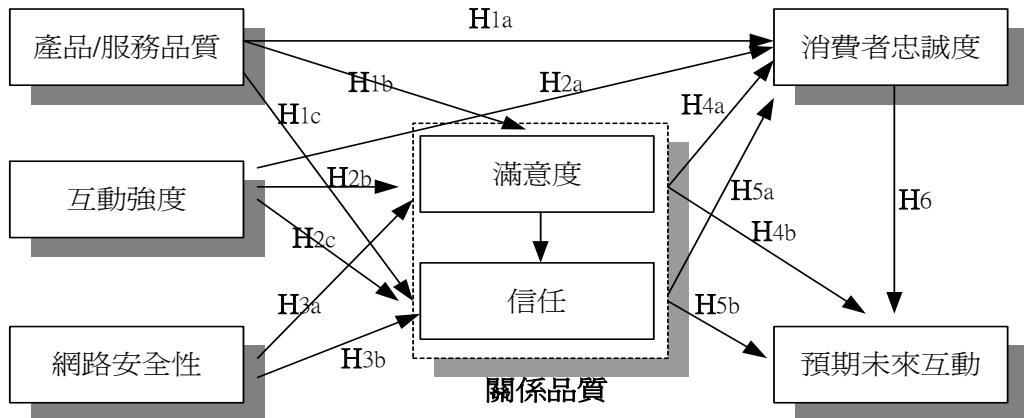 H1a
產品/服務品質
消費者忠誠度
H1b
H2a
H4a
H1c
滿意度
互動強度
H2b
H5a
H6
H2c
H4b
信任
H3a
H5b
網路安全性
H3b
預期未來互動
關係品質